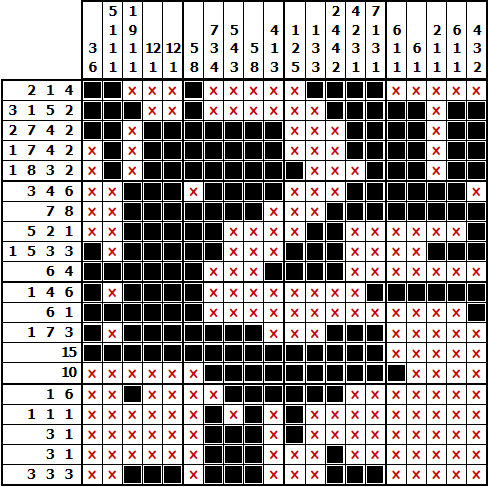 5 1 2 4 7
1 9 7 5 4 1 1 4 2 1 6 2 6 4
3 1 1 12 12 5 3 4 5 1 2 3 4 3 3 1 6 1 1 3
6 1 1 1 1 8 4 3 8 3 5 3 2 1 1 1 1 1 1 2
2 1 4
3 1 5 2
2 7 4 2
1 7 4 2
1 8 3 2
3 4 6
7 8
5 2 1
1 5 3 3
6 4
1 4 6
6 1
1 7 3
15
10
1 6
1 1 1
3 1
3 1
3 3 3